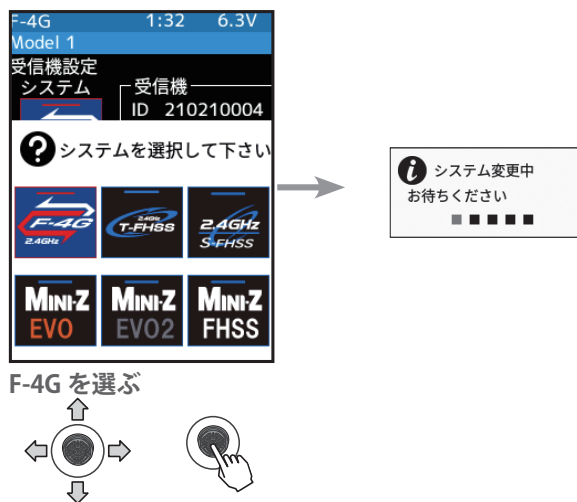 F-4G 1:32 6.3V
Model 1
受信機設定
システム
受信機
ID 210210004
? システムを選択して下さい
F-4G
2.4GHz
2.4GHz
T-FHSS
2.4GHz
S-FHSS
MINI-Z
EVO
MINI-Z
EVO2
MINI-Z
FHSS
i システム変更中
お待ちください
F-4G を選ぶ